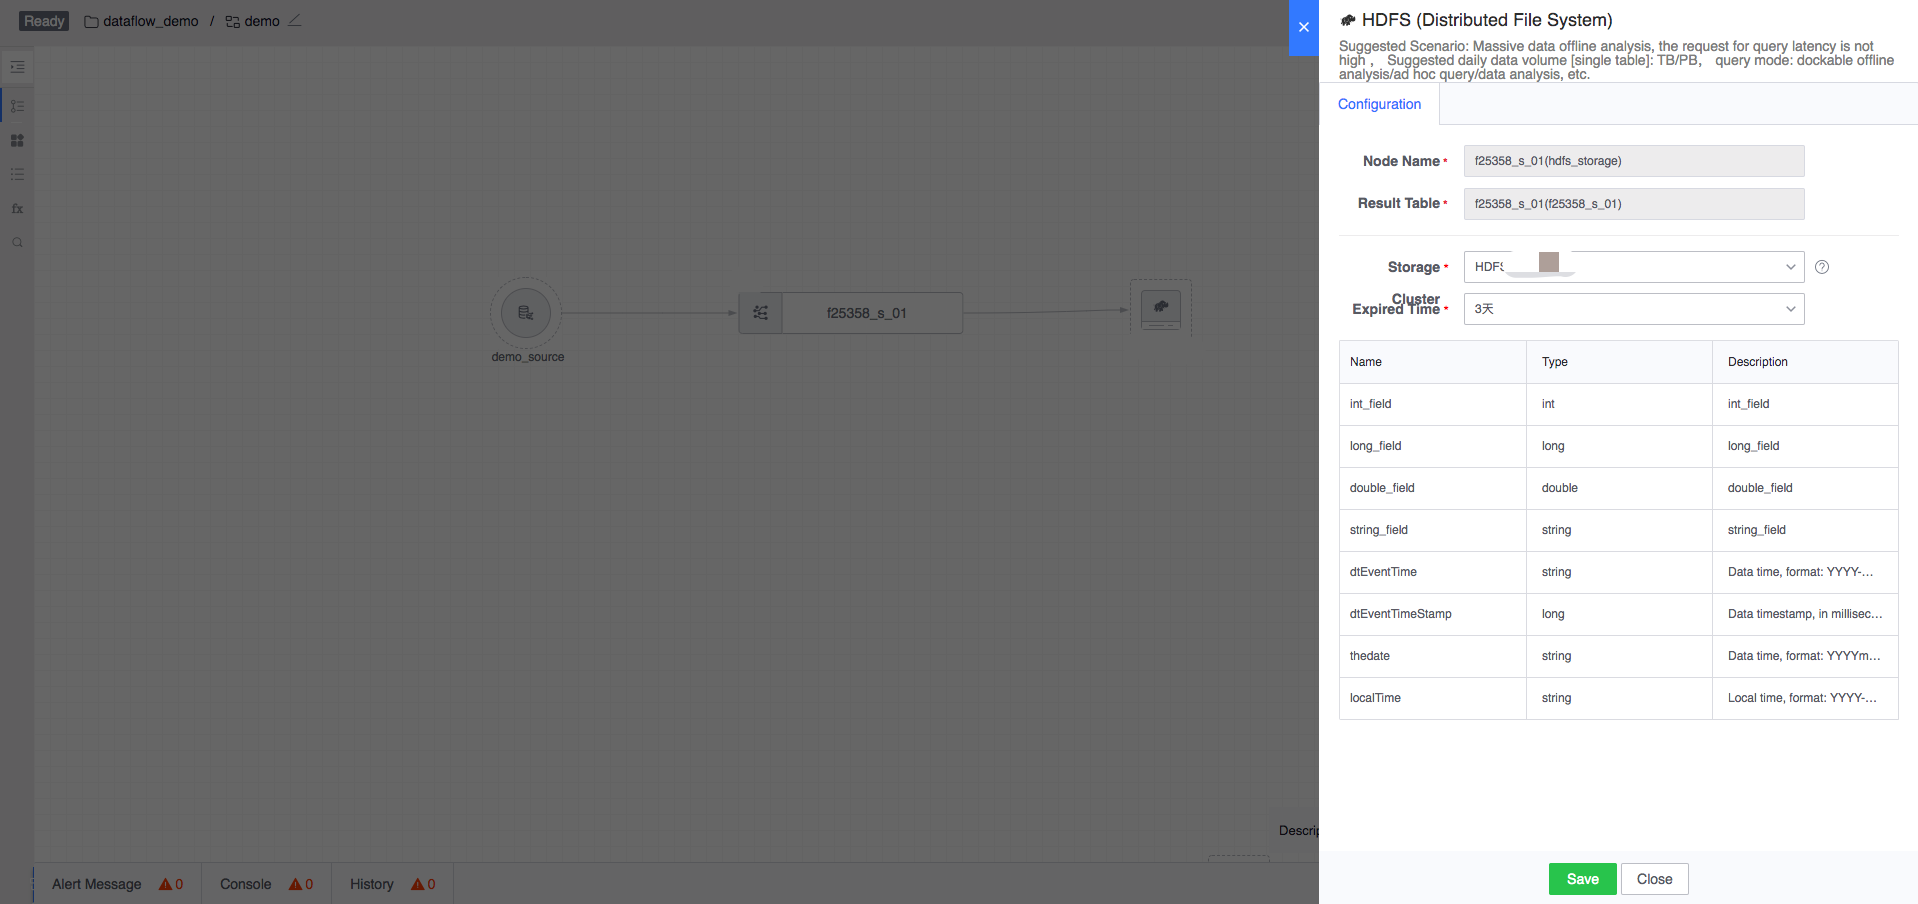 Ready dataflow_demo / demo
HDFS (Distributed File System)
Suggested Scenario: Massive data offline analysis, the request for query latency is not
high , Suggested daily data volume [single table]: TB/PB, query mode: dockable offline
analysis/ad hoc query/data analysis, etc.
Configuration
Node Name * f25358_s_01(hdfs_storage)
Result Table * f25358_s_01(f25358_s_01)
Storage * HDFS
Cluster
Expired Time * 3天
Name Type Description
int_field int int_field
long_field long long_field
double_field double double_field
string_field string string_field
dtEventTime string Data time, format: YYYY-...
dtEventTimeStamp long Data timestamp, in millisec...
thedate string Data time, format: YYYYm...
localTime string Local time, format: YYYY-...
Save Close
fx
demo_source
f25358_s_01
Descrip
Alert Message 0 Console 0 History 0